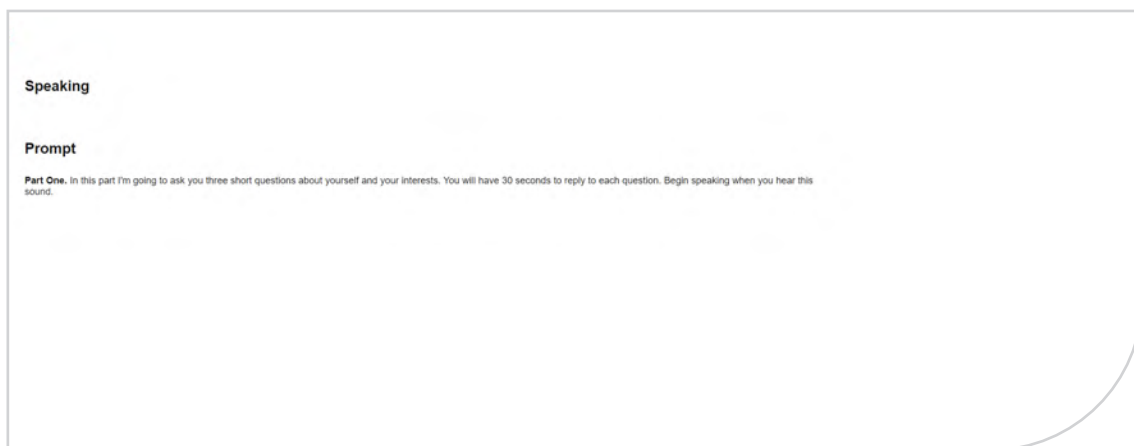 Speaking
Prompt
Part One. In this part I'm going to ask you three short questions about yourself and your interests. You will have 30 seconds to reply to each question. Begin speaking when you hear this
sound.